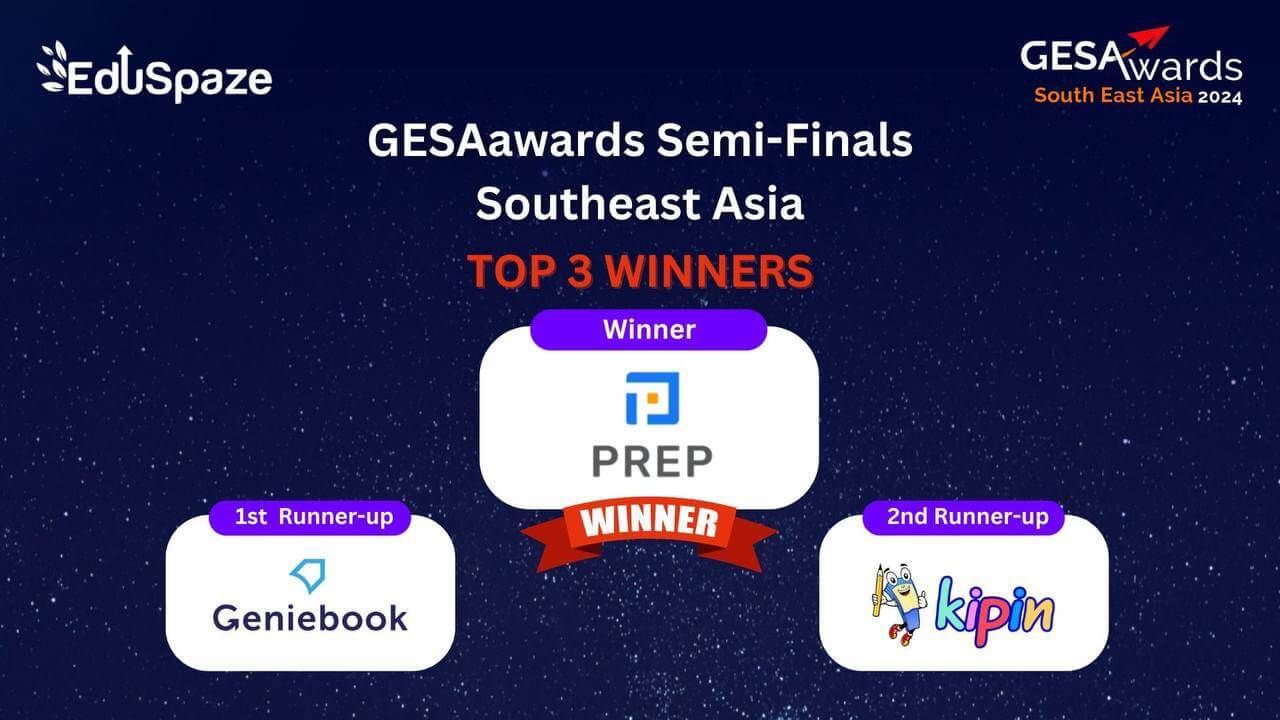 EduSpaze
GESAwards
South East Asia 2024
GESAawards Semi-Finals
Southeast Asia
TOP 3 WINNERS
Winner
PREP
WINNER
1st Runner-up
Geniebook
2nd Runner-up
kipin